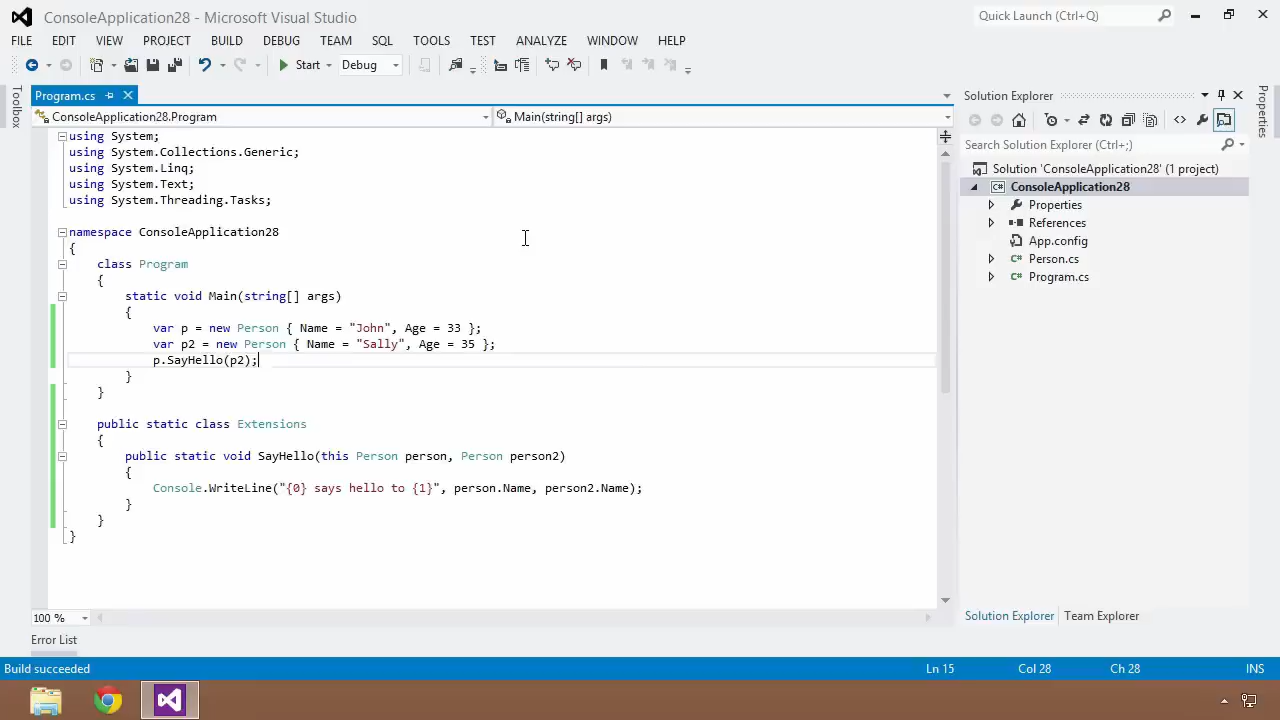 ConsoleApplication28 - Microsoft Visual Studio
Quick Launch (Ctrl+Q)
FILE EDIT VIEW PROJECT BUILD DEBUG TEAM SQL TOOLS TEST ANALYZE WINDOW HELP
Start Debug
Toolbox
Program.cs
ConsoleApplication28.Program
Main(string[] args)
using System;
using System.Collections.Generic;
using System.Linq;
using System.Text;
using System.Threading.Tasks;
namespace ConsoleApplication28
{
class Program
{
static void Main(string[] args)
{
var p = new Person { Name = "John", Age = 33 };
var p2 = new Person { Name = "Sally", Age = 35 };
p.SayHello(p2);
}
}
public static class Extensions
{
public static void SayHello(this Person person, Person person2)
{
Console.WriteLine("{0} says hello to {1}", person.Name, person2.Name);
}
}
}
100 %
Error List
Solution Explorer
Search Solution Explorer (Ctrl+;)
Solution 'ConsoleApplication28' (1 project)
C# ConsoleApplication28
Properties
References
App.config
C# Person.cs
C# Program.cs
Solution Explorer Team Explorer
Properties
Build succeeded Ln 15 Col 28 Ch 28 INS